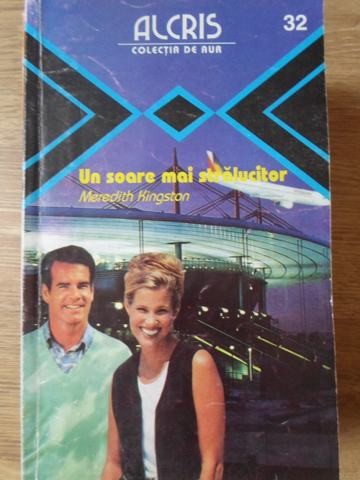 ALCRIS
COLECȚIA DE AUR
32
Un soare mai strălucitor
Meredith Kingston